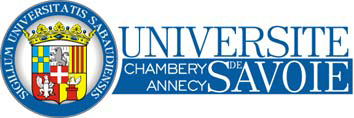 SIGILLUM UNIVERSITATIS SABAUDIENSIS
UNIVERSITE
CHAMBERY
ANNECY
DE
SAVOIE